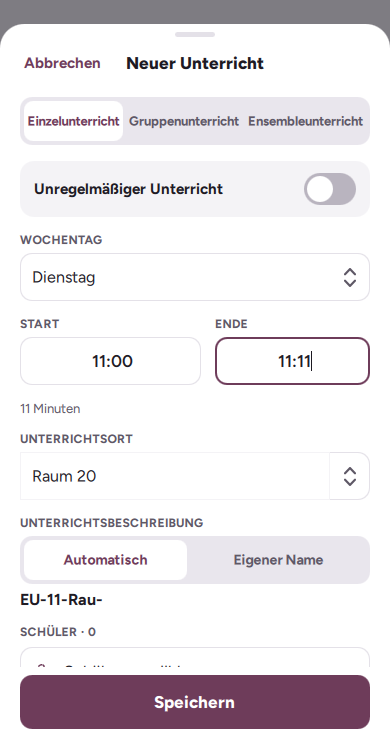 Abbrechen Neuer Unterricht
Einzelunterricht Gruppenunterricht Ensembleunterricht
Unregelmäßiger Unterricht
WOCHENTAG
Dienstag
START ENDE
11:00 11:11
11 Minuten
UNTERRICHTSORT
Raum 20
UNTERRICHTSBESCHREIBUNG
Automatisch Eigener Name
EU-11-Rau-
SCHÜLER · 0
Speichern